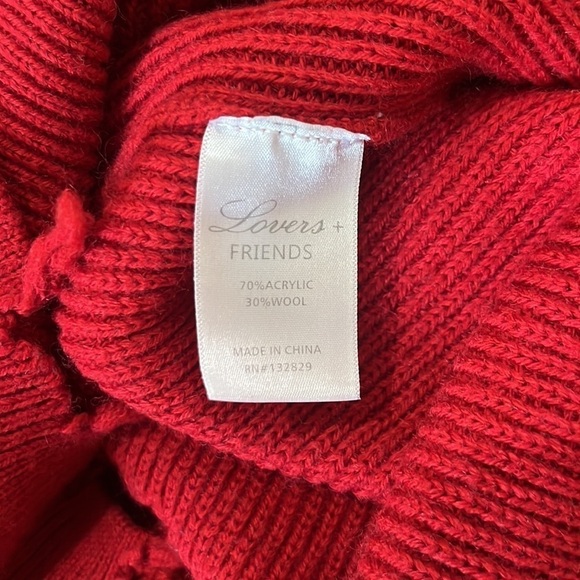 Lovers +
FRIENDS
70%ACRYLIC
30%WOOL
MADE IN CHINA
RN#132829